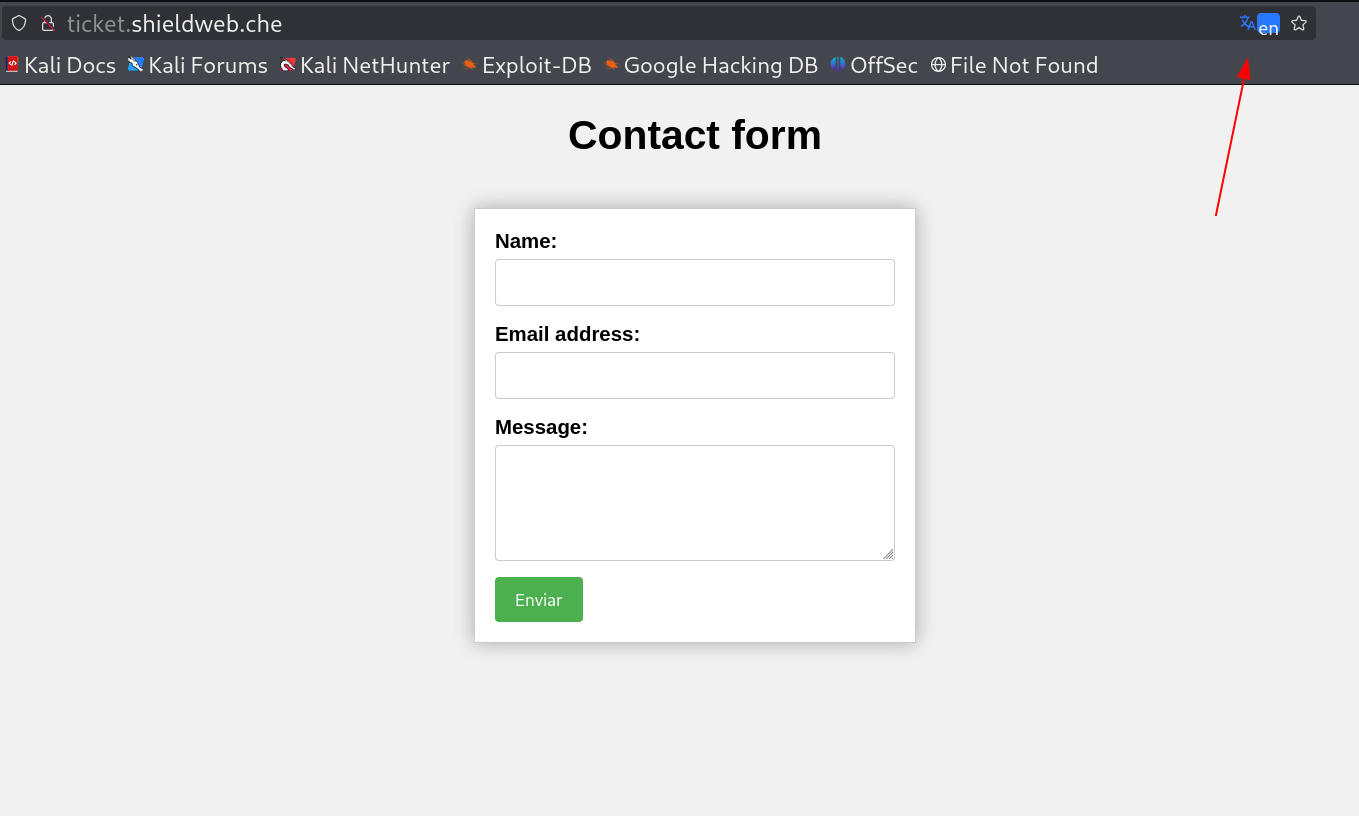 ticket.shieldweb.che en
Kali Docs Kali Forums Kali NetHunter Exploit-DB Google Hacking DB OffSec File Not Found
Contact form
Name:
Email address:
Message:
Enviar